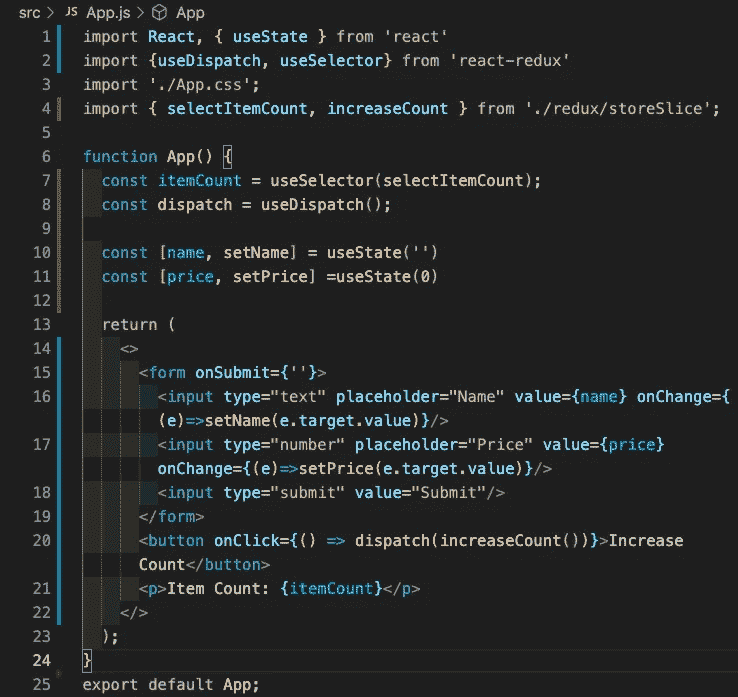 src > JS App.js > App
1 import React, { useState } from 'react'
2 import {useDispatch, useSelector} from 'react-redux'
3 import './App.css';
4 import { selectItemCount, increaseCount } from './redux/storeSlice';
5
6 function App() {
7 const itemCount = useSelector(selectItemCount);
8 const dispatch = useDispatch();
9
10 const [name, setName] = useState('')
11 const [price, setPrice] =useState(0)
12
13 return (
14 <>
15 <form onSubmit={''}>
16 <input type="text" placeholder="Name" value={name} onChange={
(e)=>setName(e.target.value)}/>
17 <input type="number" placeholder="Price" value={price}
onChange={(e)=>setPrice(e.target.value)}/>
18 <input type="submit" value="Submit"/>
19 </form>
20 <button onClick={() => dispatch(increaseCount())}>Increase
Count</button>
21 <p>Item Count: {itemCount}</p>
22 </>
23 );
24 }
25 export default App;